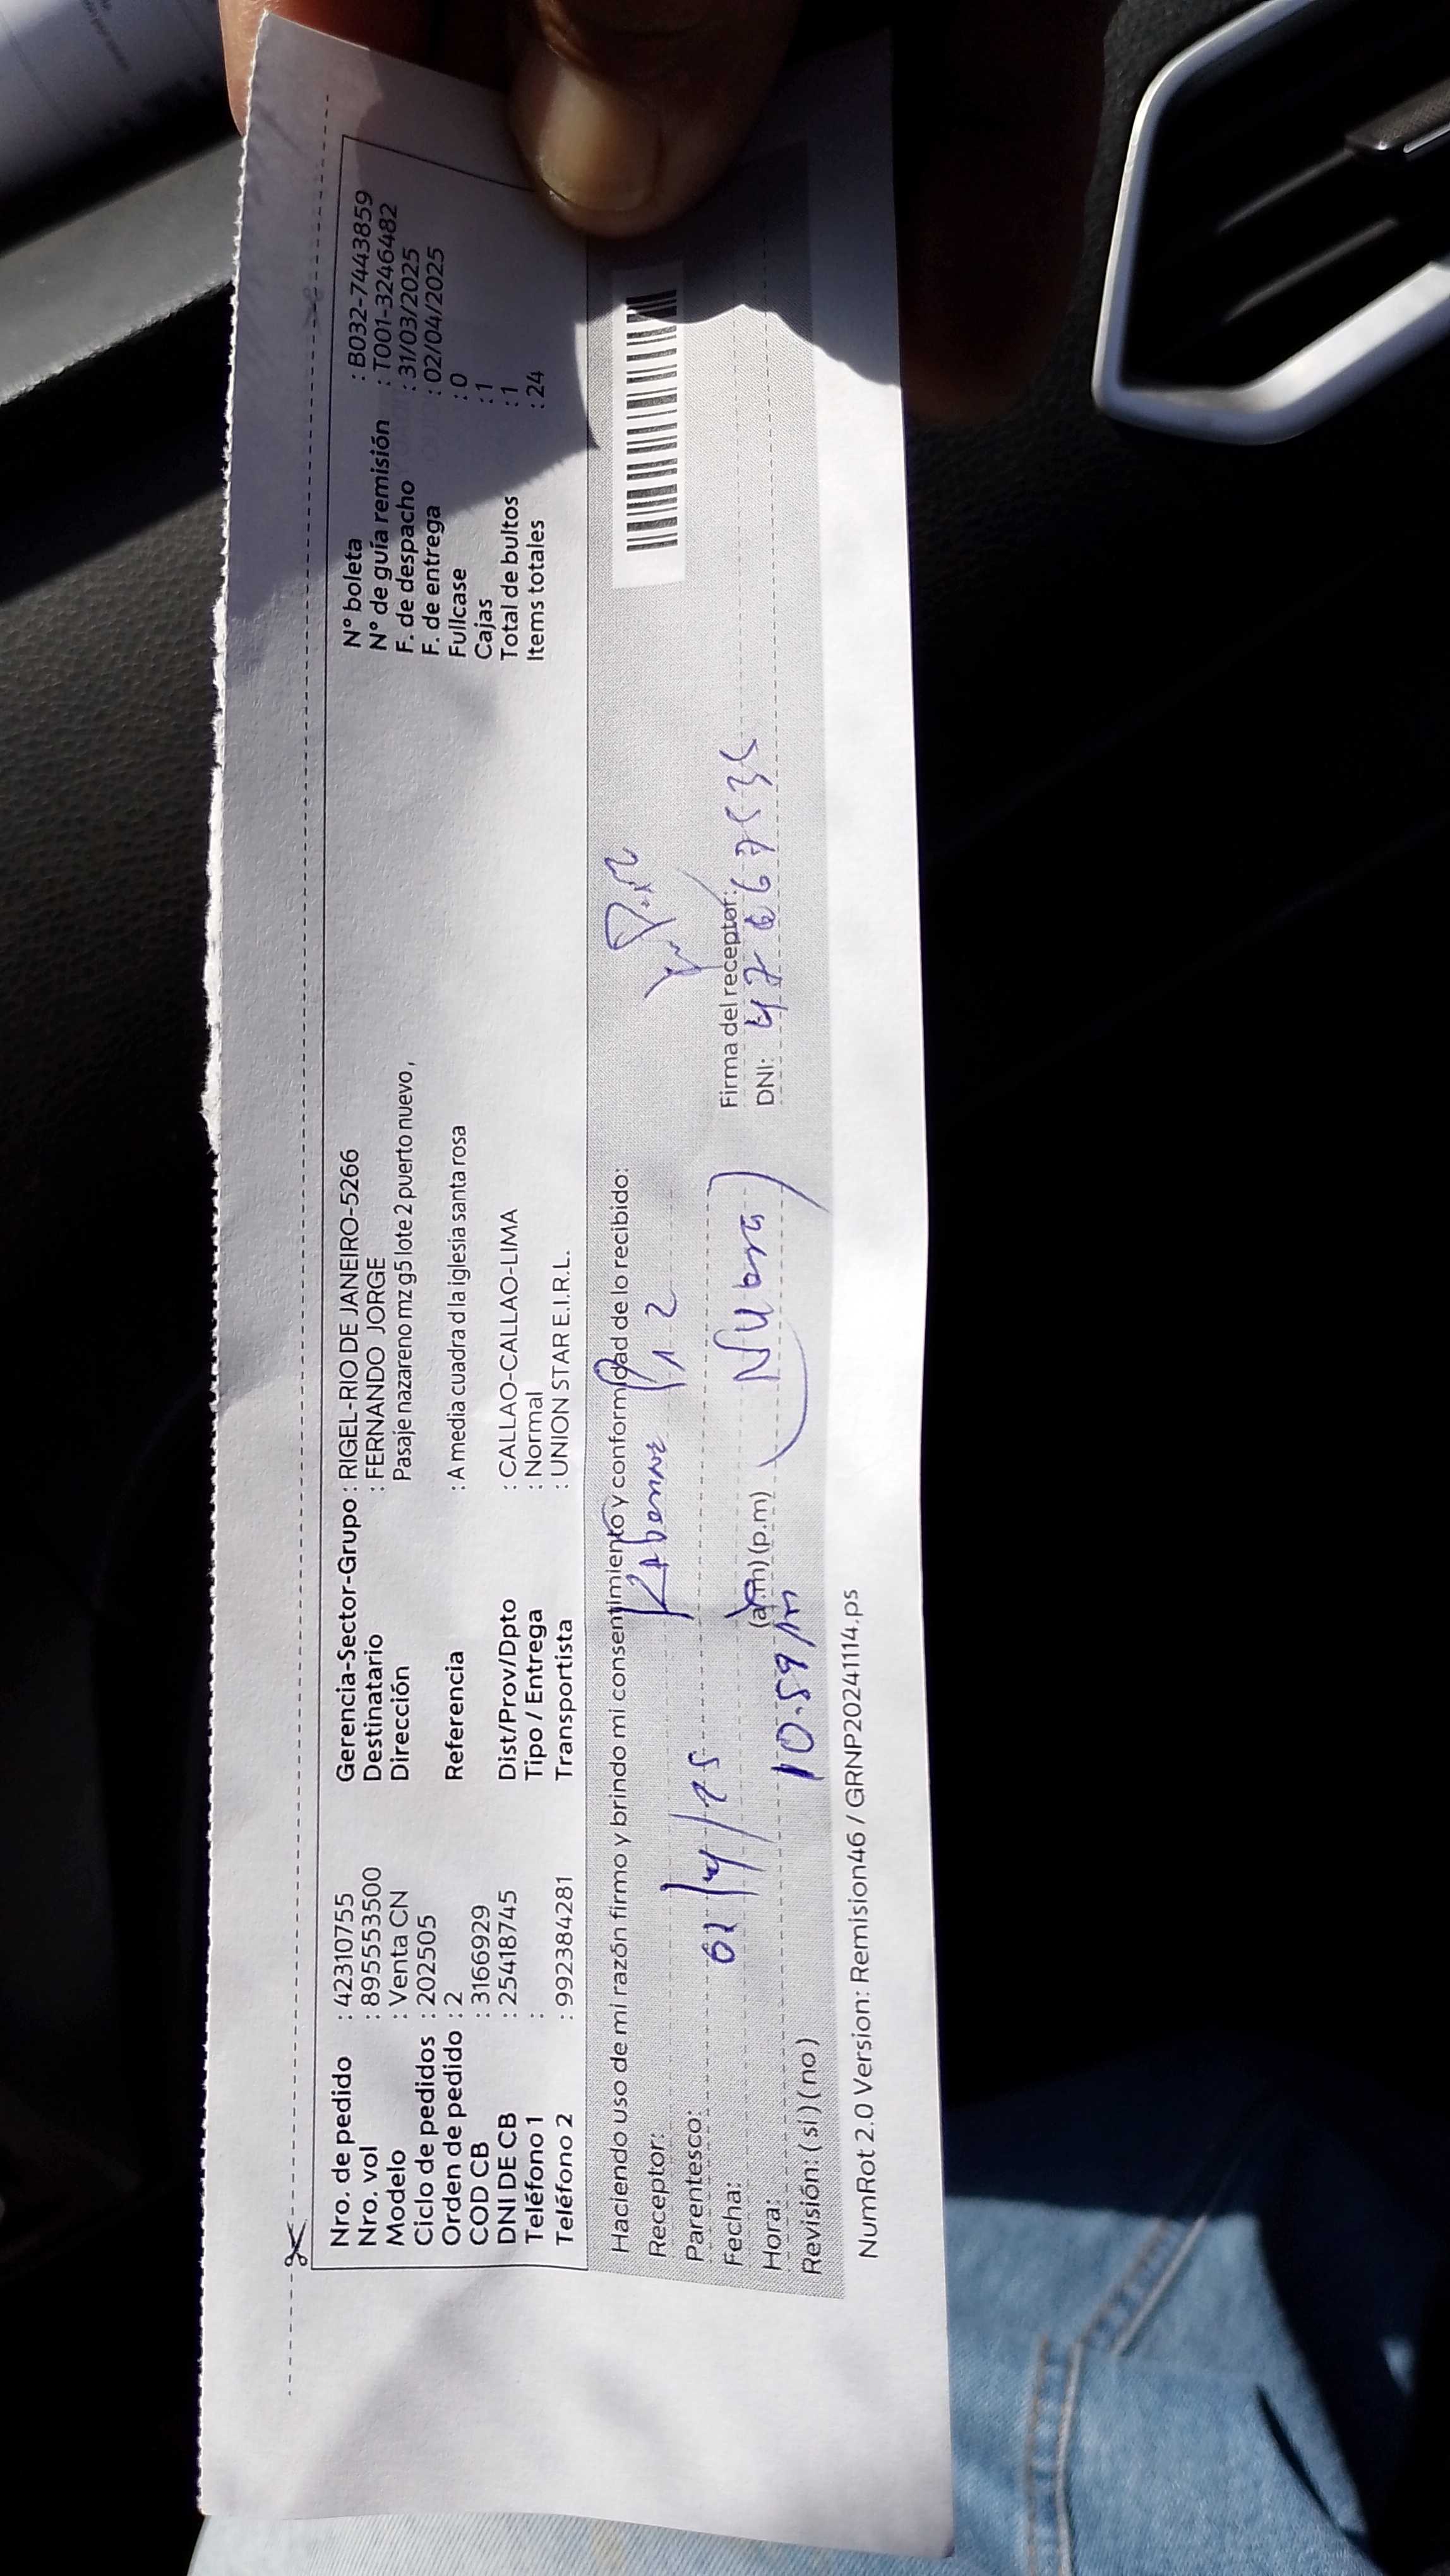 Nro. de pedido : 42310755
Nro. vol : 895553500
Modelo : Venta CN
Ciclo de pedidos : 202505
Orden de pedido : 2
COD CB : 3166929
DNI DE CB : 25418745
Teléfono 1 :
Teléfono 2 : 992384281
Gerencia-Sector-Grupo : RIGEL-RIO DE JANEIRO-5266
Destinatario : FERNANDO JORGE
Dirección Pasaje nazareno mz g5 lote 2 puerto nuevo ,
Referencia : A media cuadra d la iglesia santa rosa
Dist/Prov/Dpto : CALLAO-CALLAO-LIMA
Tipo / Entrega : Normal
Transportista : UNION STAR E.I.R.L.
N° boleta : B032-7443859
N° de guía remisión : T001-3246482
F. de despacho : 31/03/2025
F. de entrega : 02/04/2025
Fullcase : 0
Cajas : 1
Total de bultos : 1
Items totales : 24
Haciendo uso de mi razón firmo y brindo mi consentimiento y conformidad de lo recibido:
Receptor:
Parentesco:
Fecha: 02/4/25
Hora: 10:59 (a.m) (p.m)
Revisión: ( si ) ( no )
Firma del receptor:
DNI:
NumRot 2.0 Version: Remision46 / GRNP20241114.ps